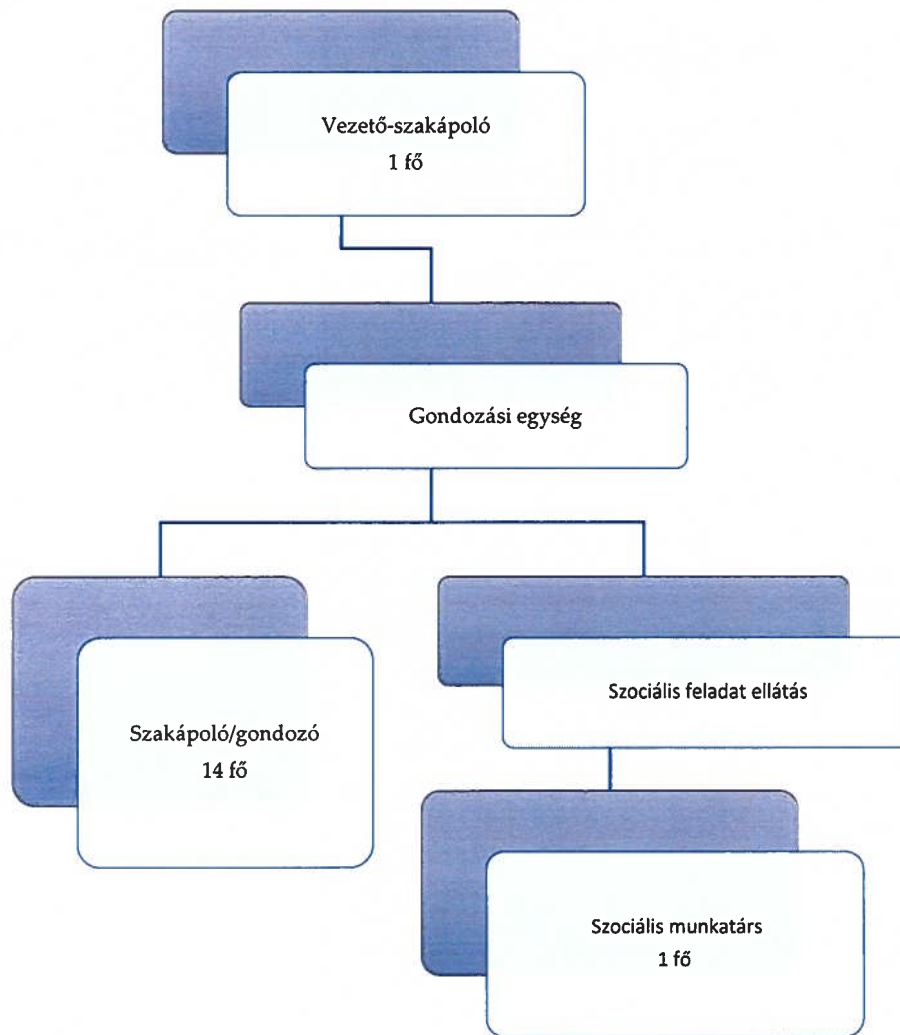 Vezető-szakápoló
1 fő
Gondozási egység
Szakápoló/gondozó
14 fő
Szociális feladat ellátás
Szociális munkatárs
1 fő